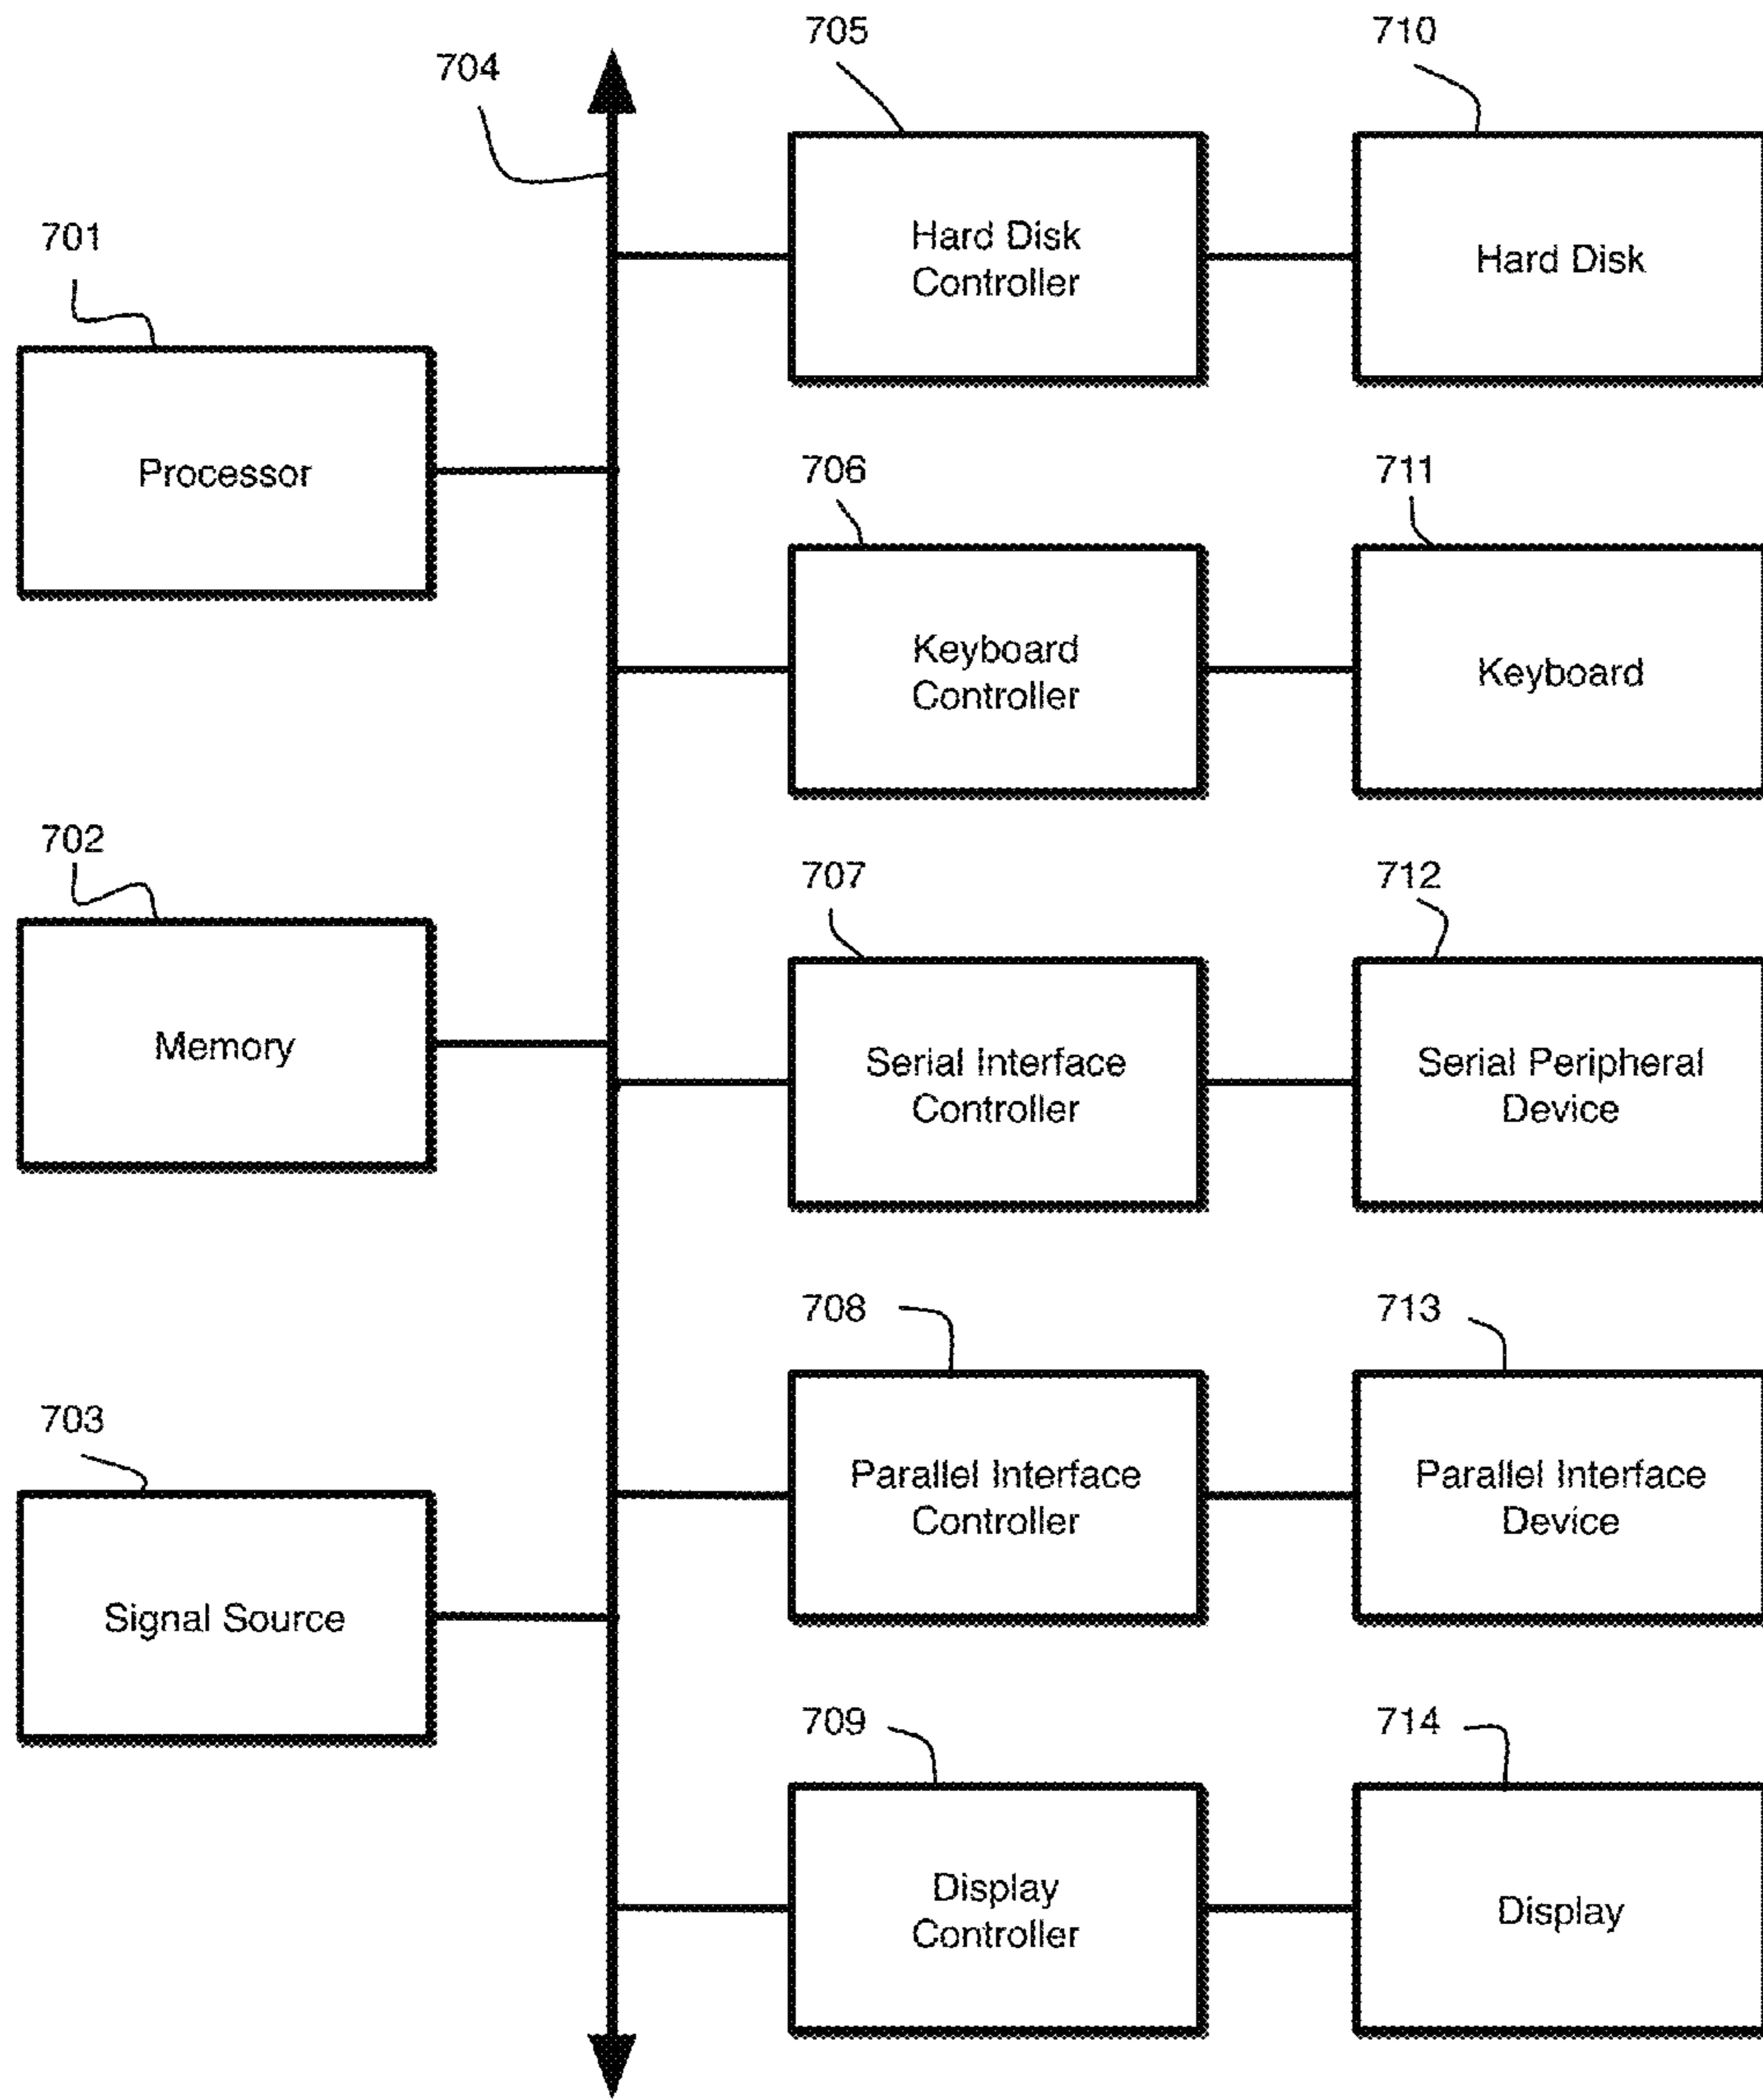 705
710
704
Hard Disk
Controller
Hard Disk
701
Processor
706
711
Keyboard
Controller
Keyboard
702
Memory
707
712
Serial Interface
Controller
Serial Peripheral
Device
708
713
703
Parallel Interface
Controller
Parallel Interface
Device
Signal Source
709
714
Display
Controller
Display